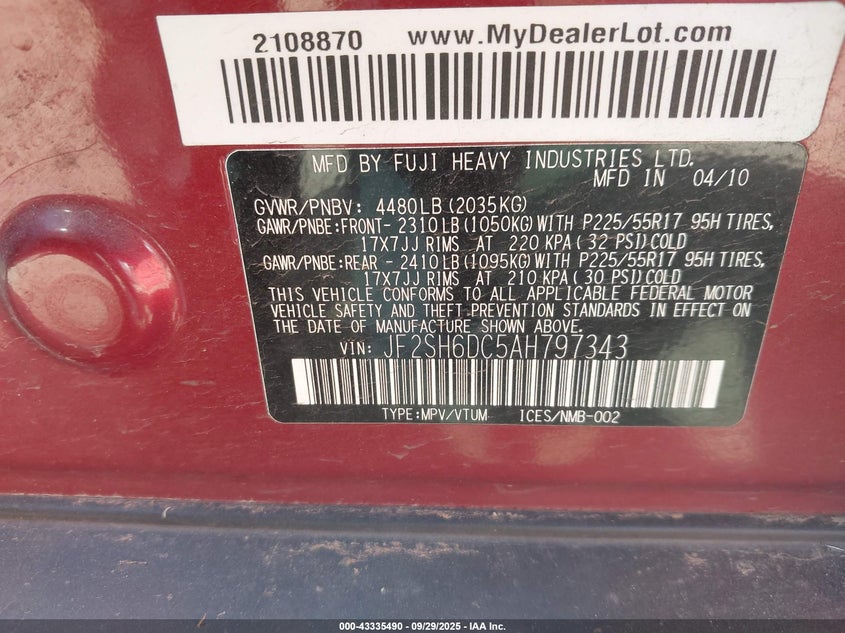 2108870 www.MyDealerLot.com
MFD BY FUJI HEAVY INDUSTRIES LTD.
MFD IN 04/10
GVWR/PNBV: 4480LB(2035KG)
GAWR/PNBE:FRONT- 2310LB(1050KG)WITH P225/55R17 95H TIRES,
17X7JJ RIMS AT 220 KPA(32 PSI)COLD
GAWR/PNBE:REAR - 2410LB(1095KG)WITH P225/55R17 95H TIRES,
17X7JJ RIMS AT 210 KPA(30 PSI)COLD
THIS VEHICLE CONFORMS TO ALL APPLICABLE FEDERAL MOTOR
VEHICLE SAFETY AND THEFT PREVENTION STANDARDS IN EFFECT ON
THE DATE OF MANUFACTURE SHOWN ABOVE.
VIN: JF2SH6DC5AH797343
TYPE:MPV/VTUM ICES/NMB-002
000-43335490 - 09/29/2025 - IAA Inc.